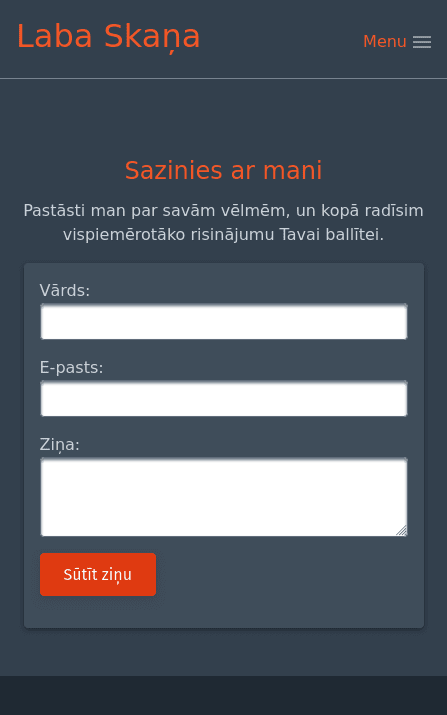 Laba Skaņa
Menu
Sazinies ar mani
Pastāsti man par savām vēlmēm, un kopā radīsim
vispiemērotāko risinājumu Tavai ballītei.
Vārds:
E-pasts:
Ziņa:
Sūtīt ziņu